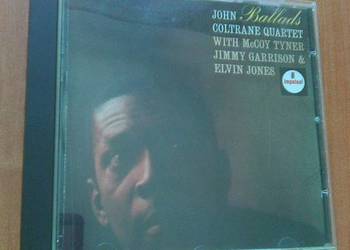 JOHN Ballads
COLTRANE QUARTET
WITH McCOY TYNER
JIMMY GARRISON &
ELVIN JONES
impulse!